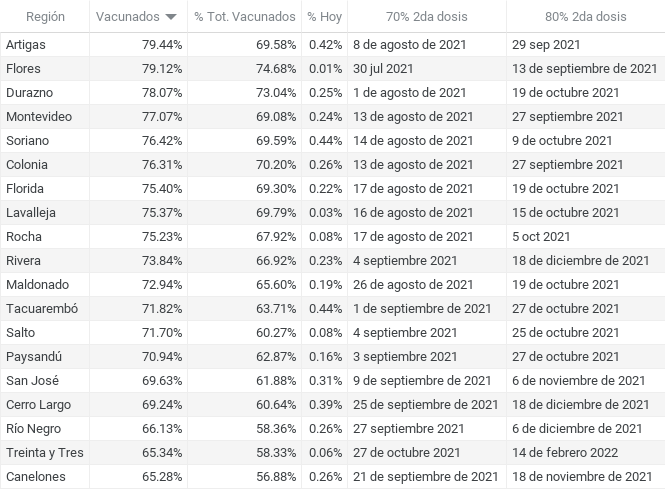 Región Vacunados % Tot. Vacunados % Hoy 70% 2da dosis 80% 2da dosis
Artigas 79.44% 69.58% 0.42% 8 de agosto de 2021 29 sep 2021
Flores 79.12% 74.68% 0.01% 30 jul 2021 13 de septiembre de 2021
Durazno 78.07% 73.04% 0.25% 1 de agosto de 2021 19 de octubre de 2021
Montevideo 77.07% 69.08% 0.24% 13 de agosto de 2021 27 septiembre 2021
Soriano 76.42% 69.59% 0.44% 14 de agosto de 2021 9 de octubre de 2021
Colonia 76.31% 70.20% 0.26% 13 de agosto de 2021 27 septiembre 2021
Florida 75.40% 69.30% 0.22% 17 de agosto de 2021 19 de octubre de 2021
Lavalleja 75.37% 69.79% 0.03% 16 de agosto de 2021 15 de octubre de 2021
Rocha 75.23% 67.92% 0.08% 17 de agosto de 2021 5 oct 2021
Rivera 73.84% 66.92% 0.23% 4 septiembre 2021 18 de diciembre de 2021
Maldonado 72.94% 65.60% 0.19% 26 de agosto de 2021 19 de octubre de 2021
Tacuarembó 71.82% 63.71% 0.44% 1 de septiembre de 2021 27 de octubre de 2021
Salto 71.70% 60.27% 0.08% 4 septiembre 2021 25 de octubre de 2021
Paysandú 70.94% 62.87% 0.16% 3 septiembre 2021 27 de octubre de 2021
San José 69.63% 61.88% 0.31% 9 de septiembre de 2021 6 de noviembre de 2021
Cerro Largo 69.24% 60.64% 0.39% 25 de septiembre de 2021 18 de diciembre de 2021
Río Negro 66.13% 58.36% 0.26% 27 septiembre 2021 6 de diciembre de 2021
Treinta y Tres 65.34% 58.33% 0.06% 27 de octubre de 2021 14 de febrero 2022
Canelones 65.28% 56.88% 0.26% 21 de septiembre de 2021 18 de noviembre de 2021